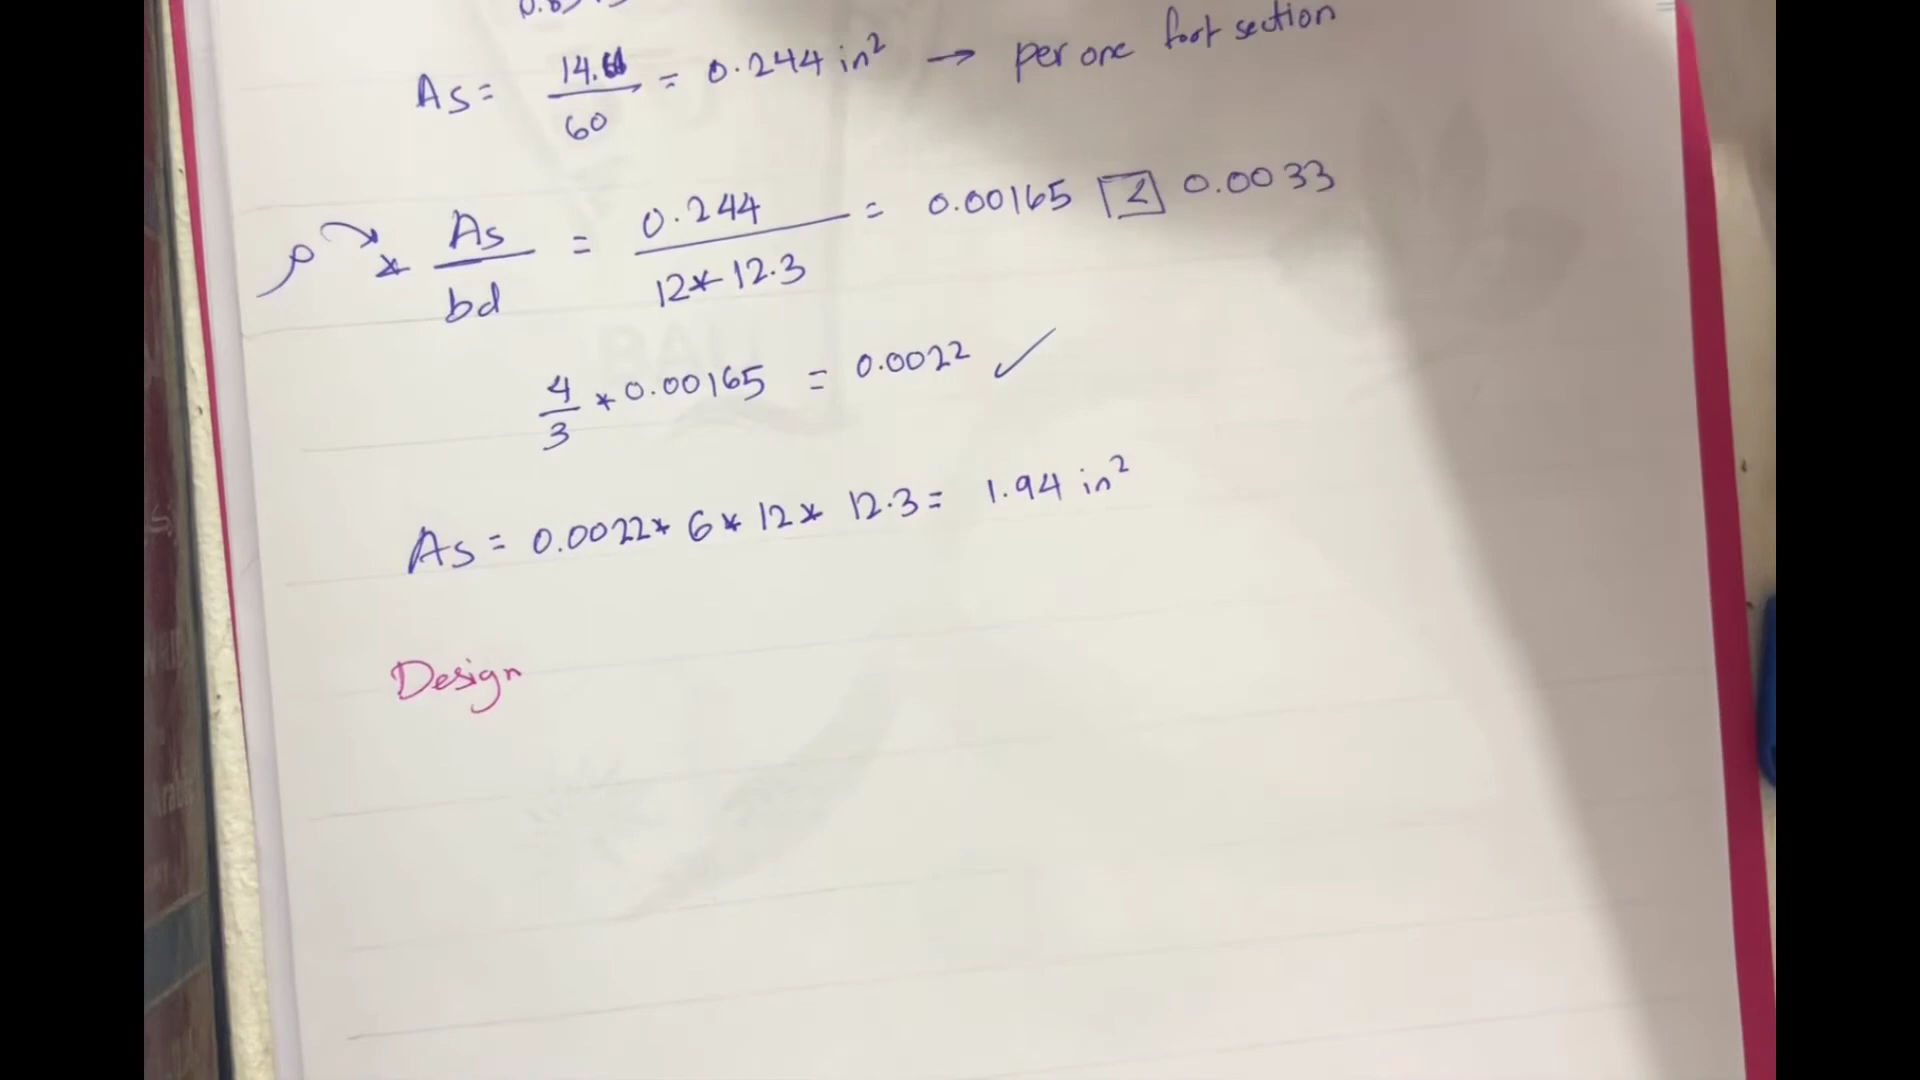 As = 14.61 / 60 = 0.244 in² → per one foot section
ρ * As / bd = 0.244 / 12*12.3 = 0.00165 < 0.0033
4/3 * 0.00165 = 0.0022 ✓
As = 0.0022 * 6 * 12 * 12.3 = 1.94 in²
Design